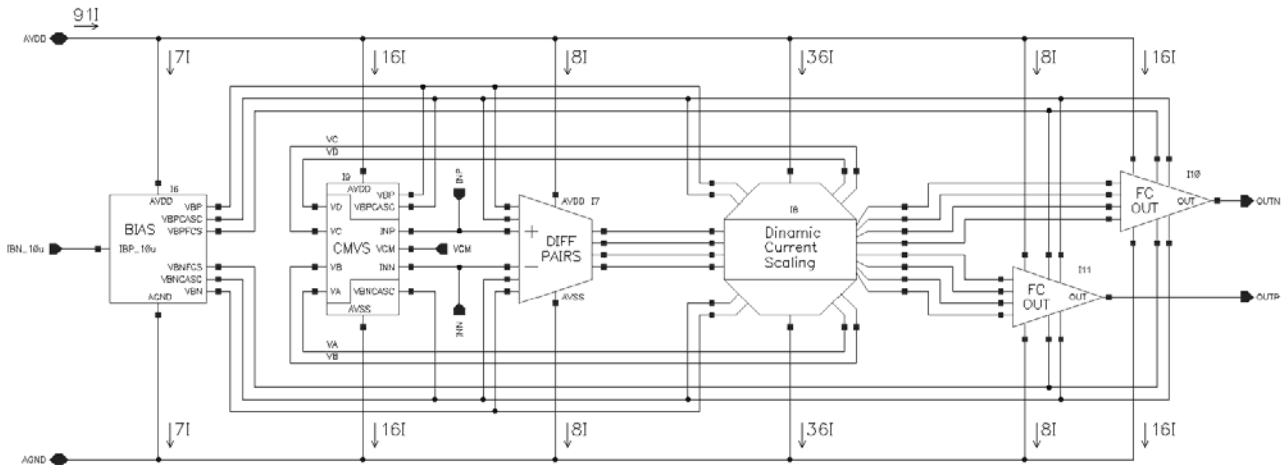 91I
AVDD
7I 16I 8I 36I 8I 16I
VC
VD
I6
AVDD
BIAS
IBN_10u
IBP_10u
VBP
VBPCASC
VBPFCS
VBNFCS
VBNCASC
VBN
AGND
I9
AVDD
VBP
VBPCASC
VD
VC
INP
CMVS
VCM
VB
INN
VA
VBNCASC
AVSS
INP
VCM
INN
AVDD I7
+
DIFF
PAIRS
−
AVSS
I8
Dinamic
Current
Scaling
I10
FC
OUT
OUT
OUTN
I11
FC
OUT
OUT
OUTP
VA
VB
7I 16I 8I 36I 8I 16I
AGND